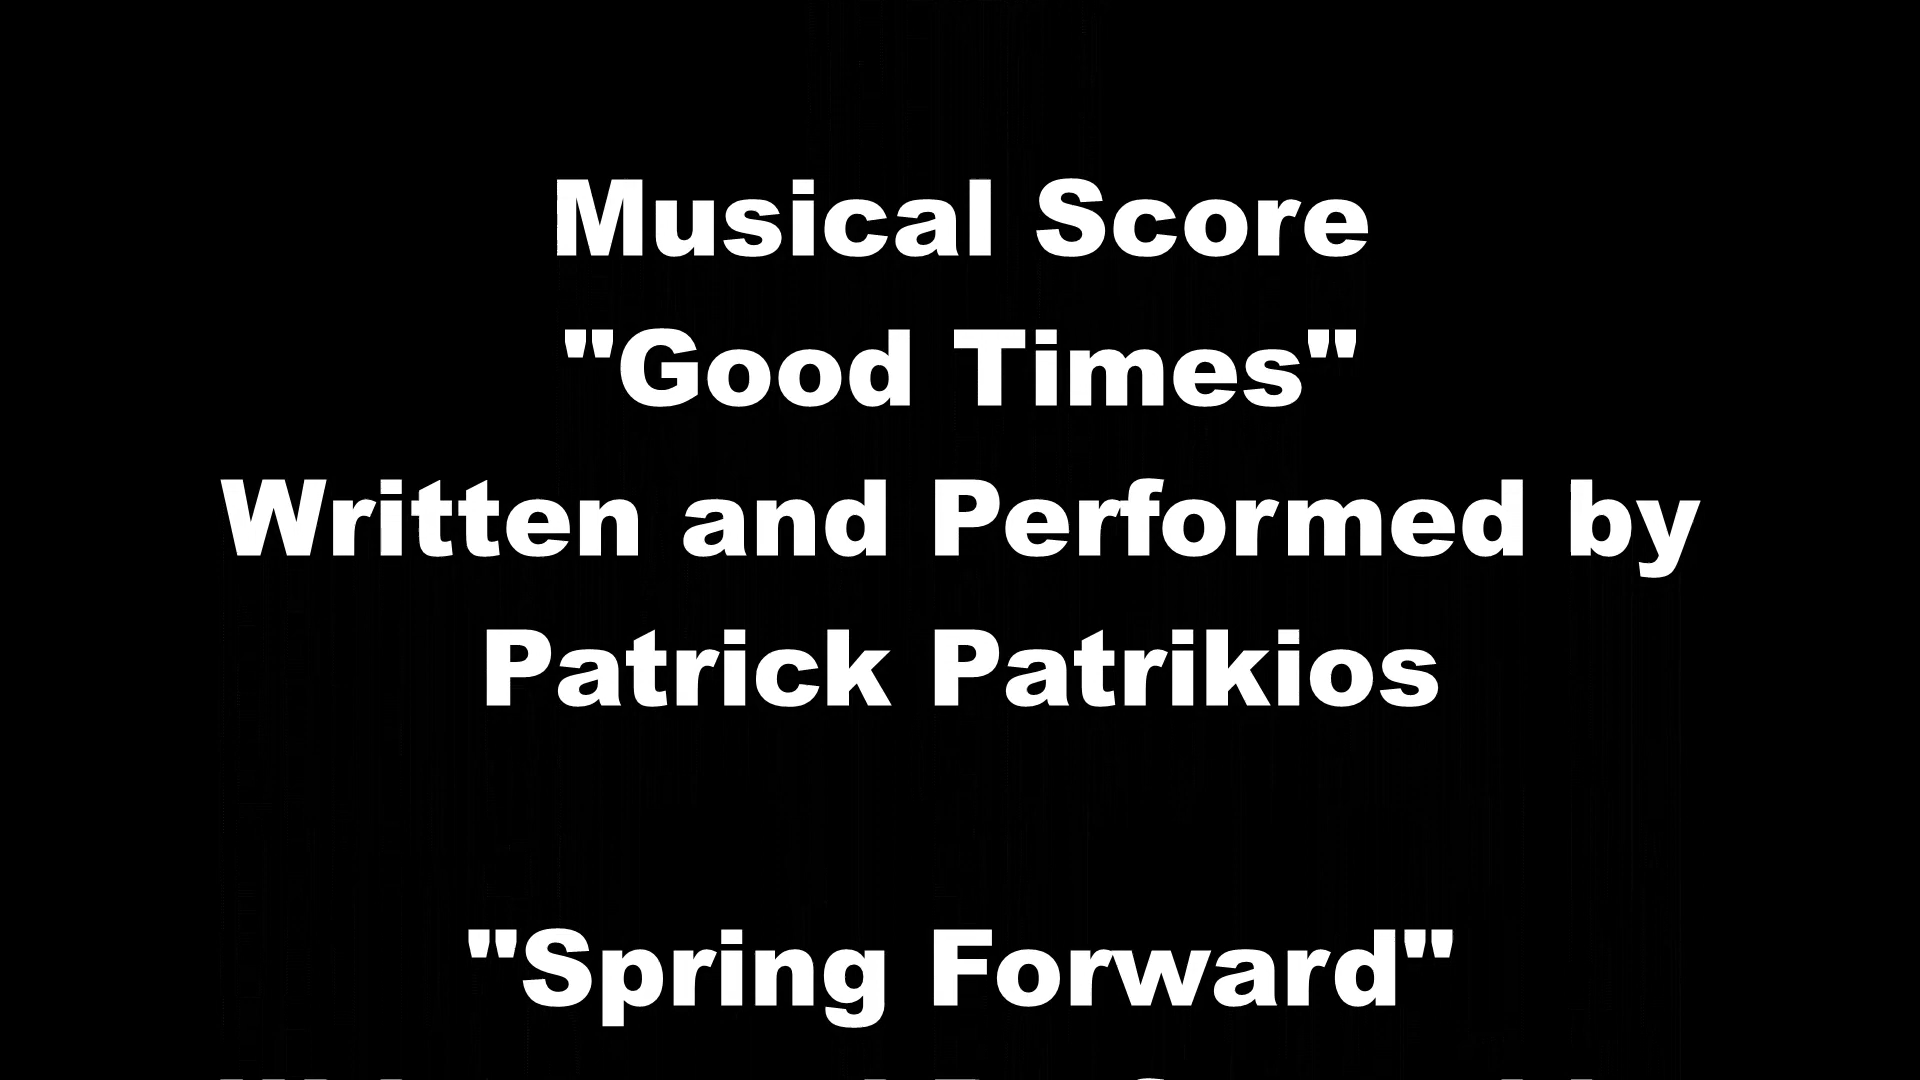 Musical Score
"Good Times"
Written and Performed by
Patrick Patrikios
"Spring Forward"